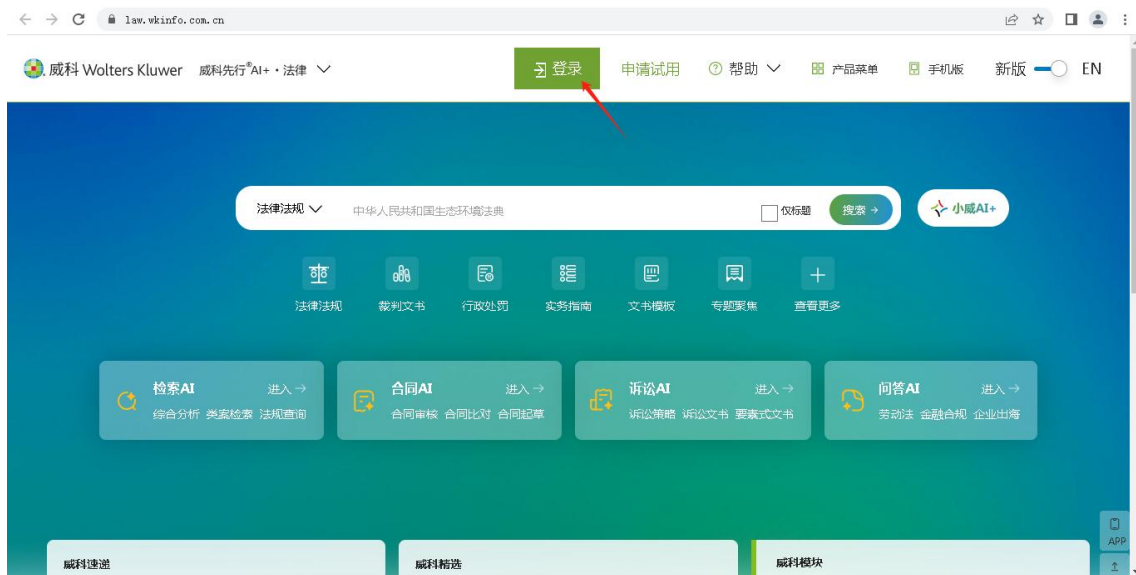 law.wkinfo.com.cn
威科 Wolters Kluwer 威科先行®AI+·法律 登录 申请试用 帮助 产品菜单 手机版 新版 EN
法律法规 中华人民共和国生态环境法典 仅标题 搜索 → 小威AI+
法律法规 裁判文书 行政处罚 实务指南 文书模板 专题聚焦 查看更多
检索AI 进入→ 合同AI 进入→ 诉讼AI 进入→ 问答AI 进入→
综合分析 类案检索 法规查询 合同审核 合同比对 合同起草 诉讼策略 诉讼文书 要素式文书 劳动法 金融合规 企业出海
APP
威科速递 威科精选 威科模块